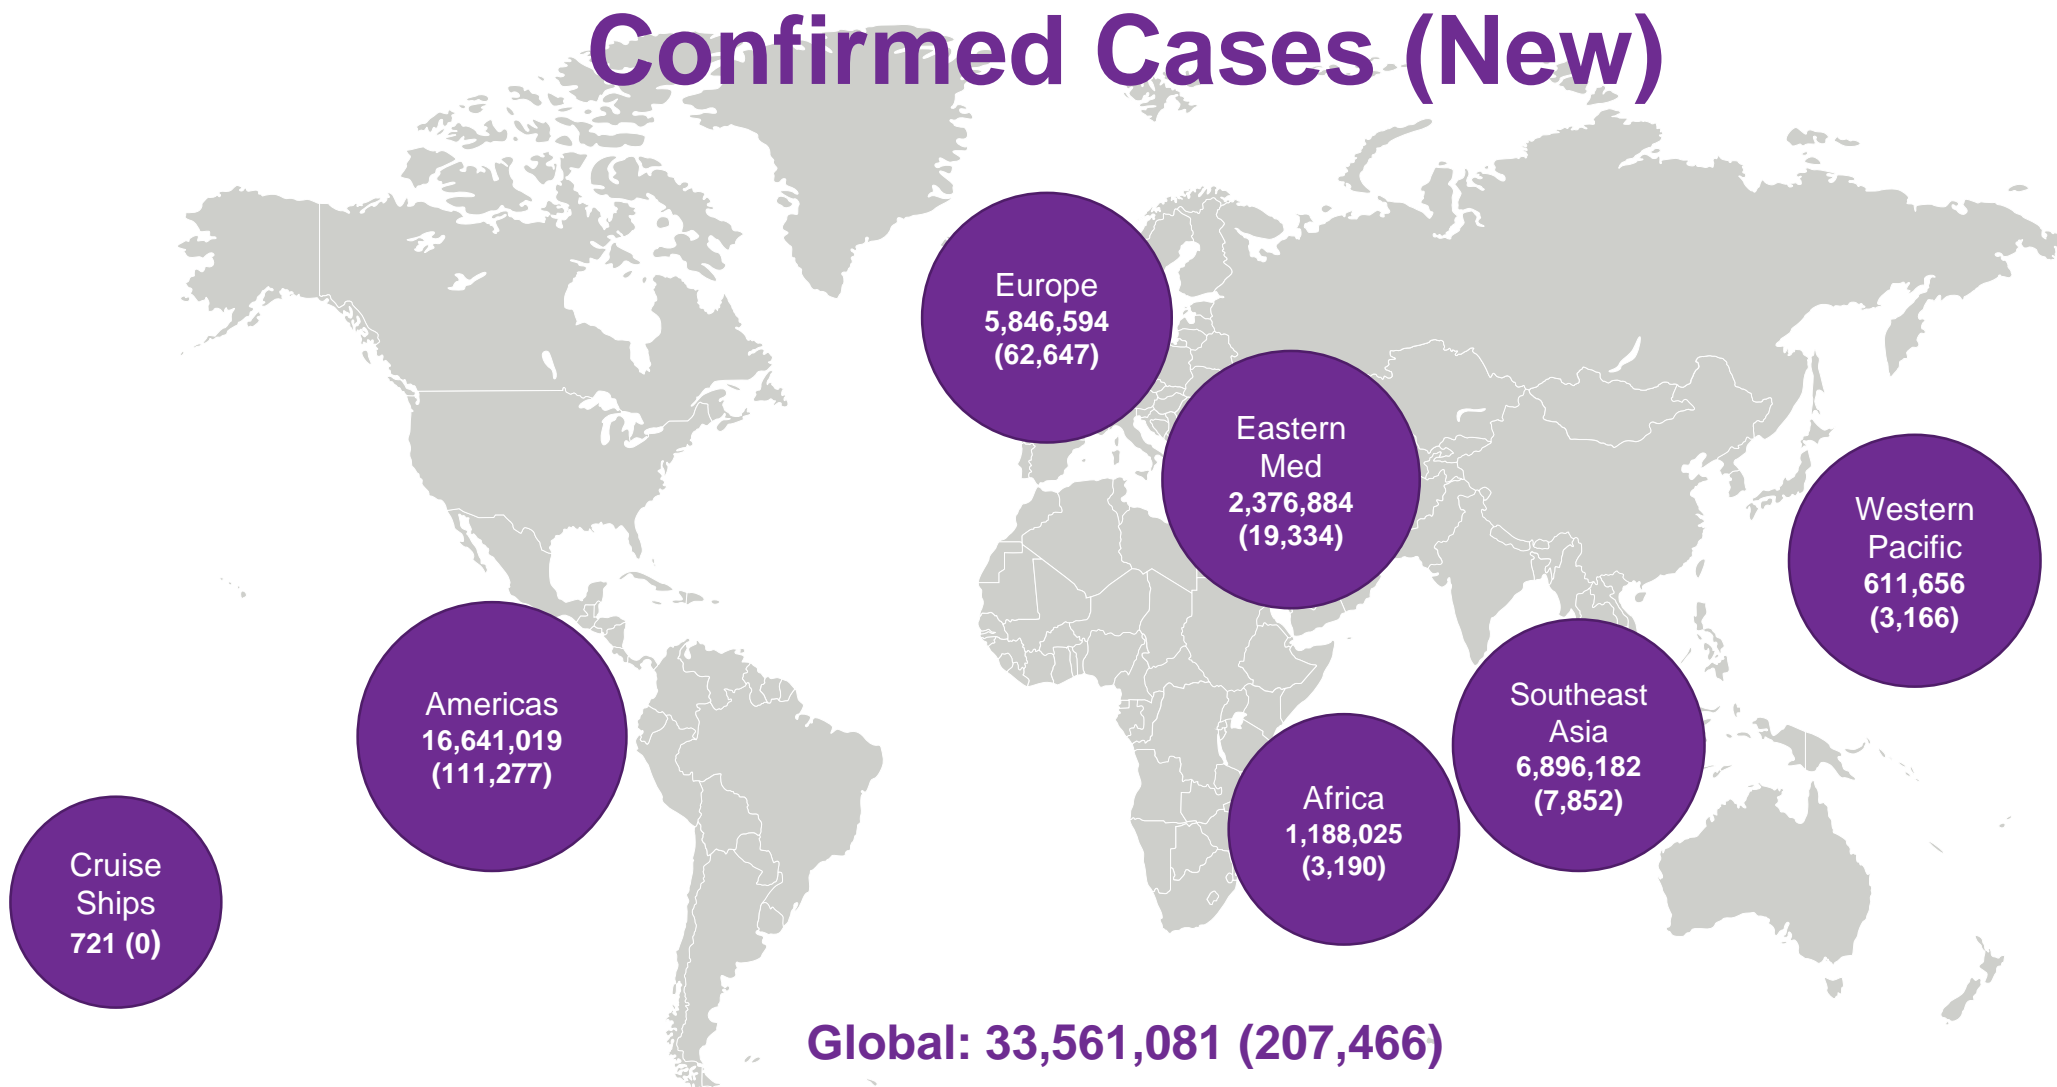 Confirmed Cases (New)
Europe
5,846,594
(62,647)
Eastern
Med
2,376,884
(19,334)
Western
Pacific
611,656
(3,166)
Americas
16,641,019
(111,277)
Southeast
Asia
6,896,182
(7,852)
Africa
1,188,025
(3,190)
Cruise
Ships
721 (0)
Global: 33,561,081 (207,466)